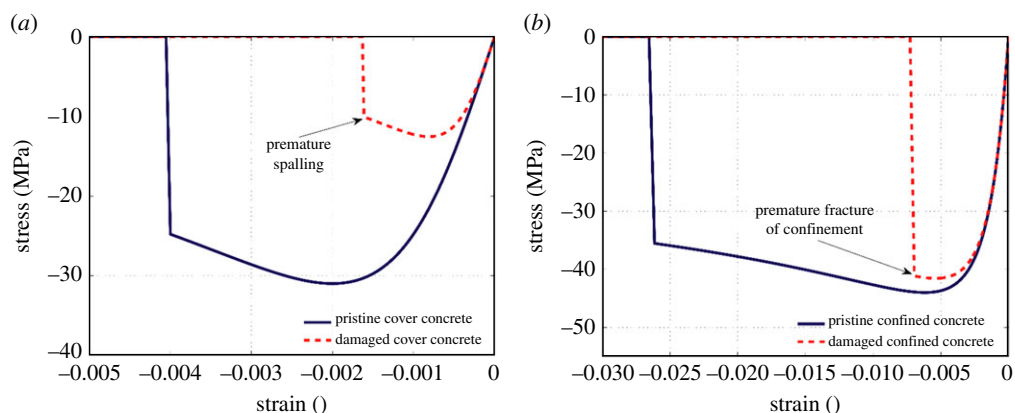 (a)
0
–10
–20
–30
–40
stress (MPa)
premature
spalling
pristine cover concrete
damaged cover concrete
–0.005
–0.004
–0.003
–0.002
–0.001
0
strain ()
(b)
0
–10
–20
–30
–40
–50
stress (MPa)
premature fracture
of confinement
pristine confined concrete
damaged confined concrete
–0.030
–0.025
–0.020
–0.015
–0.010
–0.005
0
strain ()